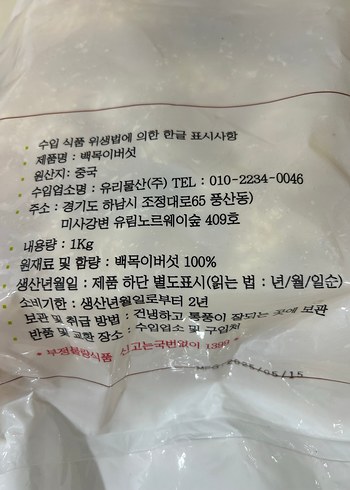 수입 식품 위생법에 의한 한글 표시사항
• 제품명 : 백목이버섯
• 원산지: 중국
• 수입업소명 : 유리물산(주) TEL : 010-2234-0046
• 주소 : 경기도 하남시 조정대로65 풍산동)
미사강변 유림노르웨이숲 409호
• 내용량 : 1Kg
• 원재료 및 함량 : 백목이버섯 100%
• 생산년월일 : 제품 하단 별도표시(읽는 법 : 년/월/일순)
• 소비기한 : 생산년월일로부터 2년
• 보관 및 취급 방법 : 건냉하고 통풍이 잘되는 곳에 보관
• 반품 및 교환 장소 : 수입업소 및 구입처
• 부정불량식품 신고는국번없이 1399 •
/15